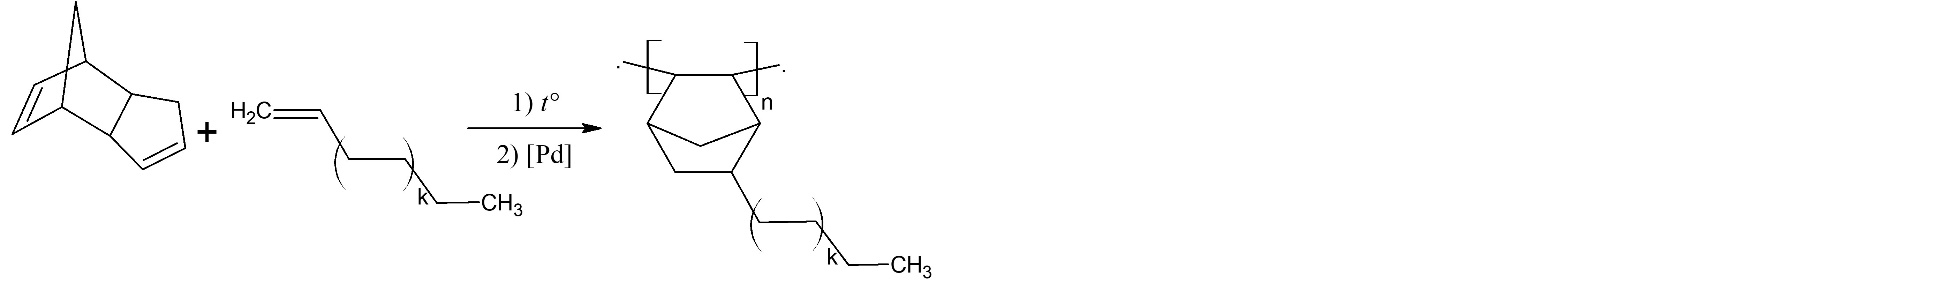 +
H₂C
k
CH₃
1) t°
2) [Pd]
n
k
CH₃